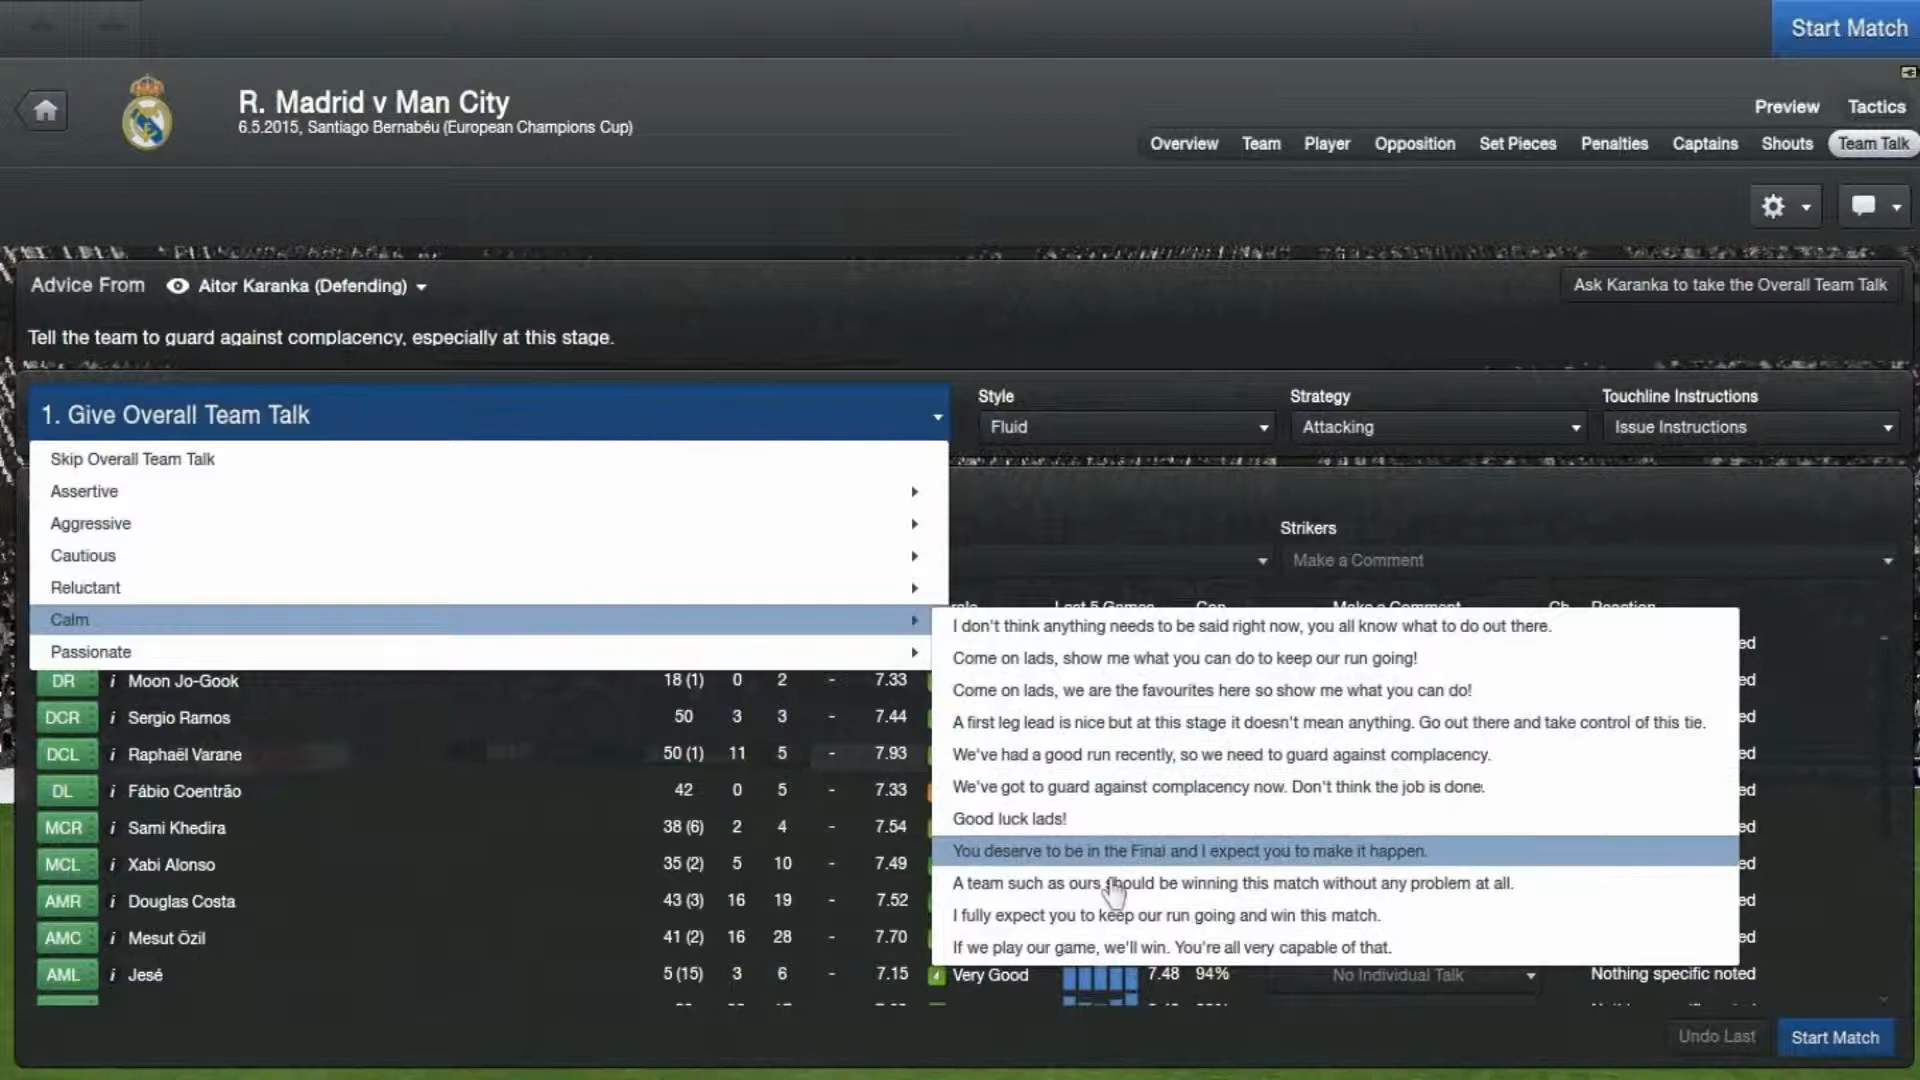 Start Match
R. Madrid v Man City
6.5.2015, Santiago Bernabéu (European Champions Cup)
Preview Tactics
Overview Team Player Opposition Set Pieces Penalties Captains Shouts Team Talk
Advice From Aitor Karanka (Defending)
Ask Karanka to take the Overall Team Talk
Tell the team to guard against complacency, especially at this stage.
1. Give Overall Team Talk
Style Strategy Touchline Instructions
Fluid Attacking Issue Instructions
Skip Overall Team Talk
Assertive
Aggressive
Cautious
Reluctant
Calm
Passionate
Strikers
Make a Comment
Last 5 Games Con Make a Comment Ch Reaction
I don't think anything needs to be said right now, you all know what to do out there.
Come on lads, show me what you can do to keep our run going!
Come on lads, we are the favourites here so show me what you can do!
A first leg lead is nice but at this stage it doesn't mean anything. Go out there and take control of this tie.
We've had a good run recently, so we need to guard against complacency.
We've got to guard against complacency now. Don't think the job is done.
Good luck lads!
You deserve to be in the Final and I expect you to make it happen.
A team such as ours should be winning this match without any problem at all.
I fully expect you to keep our run going and win this match.
If we play our game, we'll win. You're all very capable of that.
DR i Moon Jo-Gook 18 (1) 0 2 - 7.33
DCR i Sergio Ramos 50 3 3 - 7.44
DCL i Raphaël Varane 50 (1) 11 5 - 7.93
DL i Fábio Coentrão 42 0 5 - 7.33
MCR i Sami Khedira 38 (6) 2 4 - 7.54
MCL i Xabi Alonso 35 (2) 5 10 - 7.49
AMR i Douglas Costa 43 (3) 16 19 - 7.52
AMC i Mesut Özil 41 (2) 16 28 - 7.70
AML i Jesé 5 (15) 3 6 - 7.15 Very Good 7.48 94% No Individual Talk Nothing specific noted
Undo Last Start Match